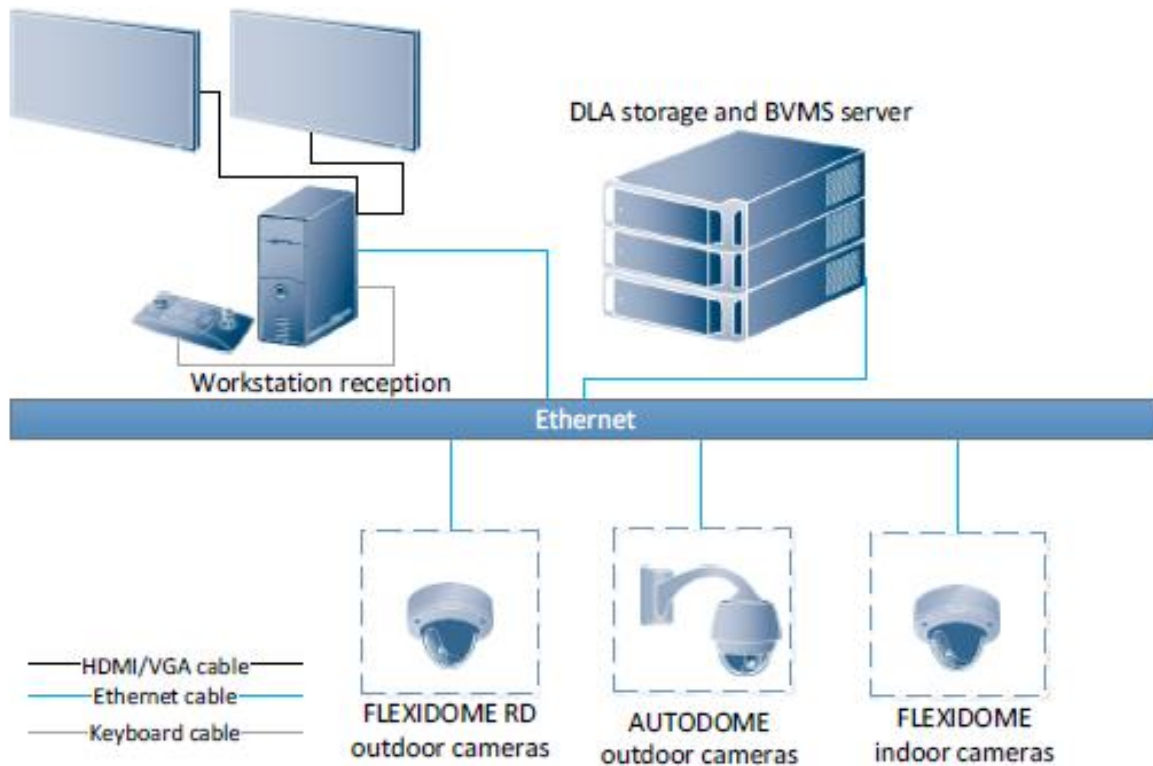 DLA storage and BVMS server
Workstation reception
Ethernet
HDMI/VGA cable
Ethernet cable
Keyboard cable
FLEXIDOME RD
outdoor cameras
AUTODOME
outdoor cameras
FLEXIDOME
indoor cameras